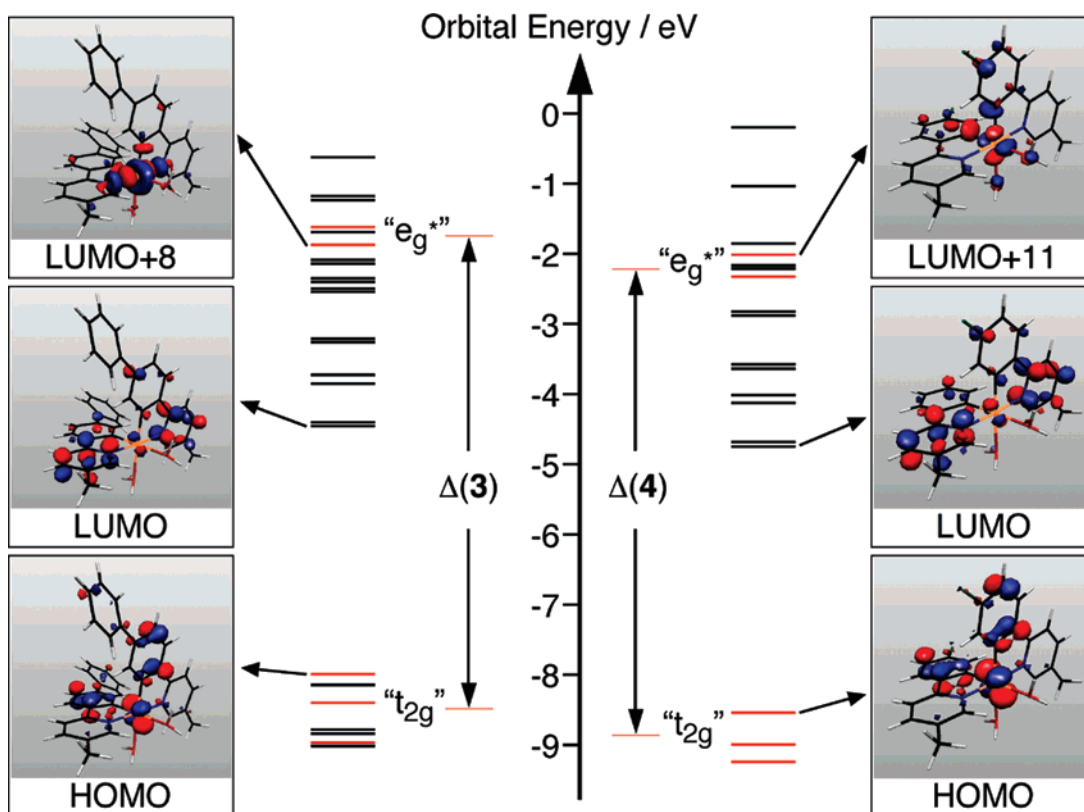 Orbital Energy / eV
0
-1
-2
-3
-4
-5
-6
-7
-8
-9
LUMO+8
LUMO
HOMO
“eg*”
Δ(3)
“t2g”
“eg*”
Δ(4)
“t2g”
LUMO+11
LUMO
HOMO